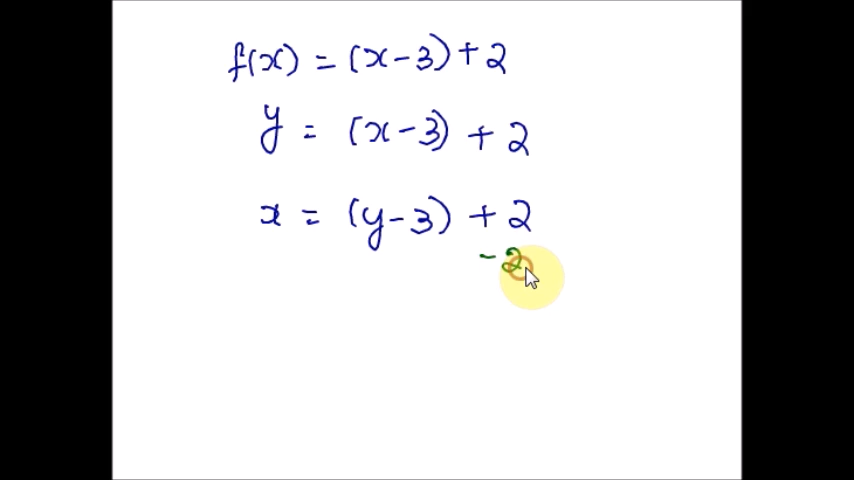 f(x) = (x-3) + 2
y = (x-3) + 2
x = (y-3) + 2
-2